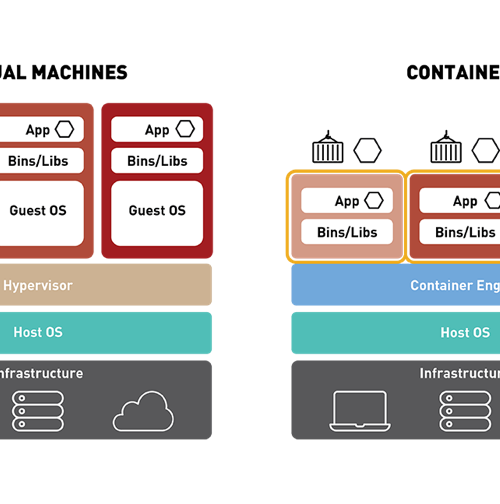 UAL MACHINES
App
App
Bins/Libs
Bins/Libs
Guest OS
Guest OS
Hypervisor
Host OS
nfrastructure
CONTAINE
App
App
Bins/Libs
Bins/Libs
Container Eng
Host OS
Infrastructur